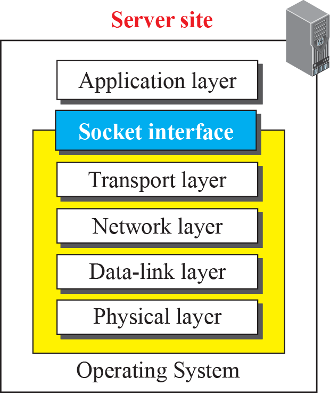 Server site
Application layer
Socket interface
Transport layer
Network layer
Data-link layer
Physical layer
Operating System